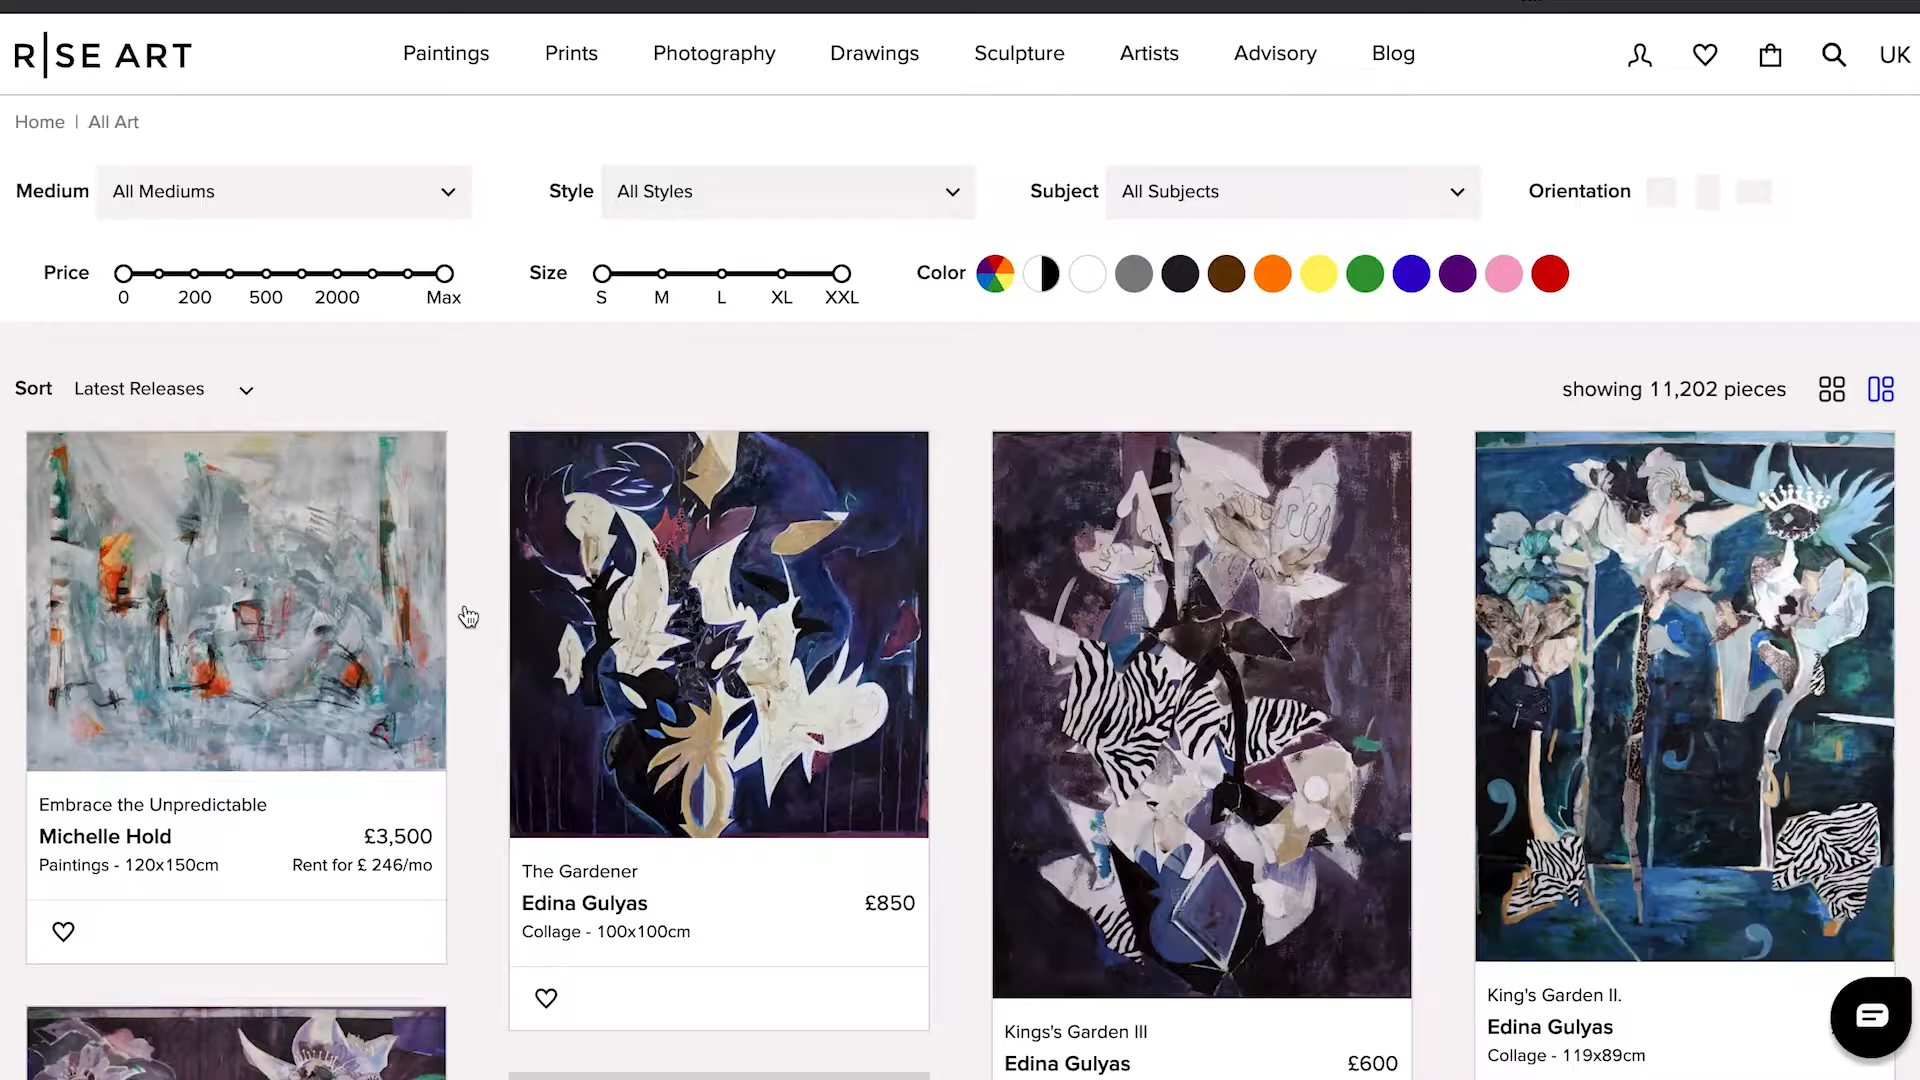 R|SE ART
Paintings
Prints
Photography
Drawings
Sculpture
Artists
Advisory
Blog
UK
Home | All Art
Medium
All Mediums
Style
All Styles
Subject
All Subjects
Orientation
Price
0
200
500
2000
Max
Size
S
M
L
XL
XXL
Color
Sort
Latest Releases
showing 11,202 pieces
Embrace the Unpredictable
Michelle Hold
£3,500
Paintings - 120x150cm
Rent for £ 246/mo
The Gardener
Edina Gulyas
£850
Collage - 100x100cm
Kings's Garden III
Edina Gulyas
£600
King's Garden II.
Edina Gulyas
Collage - 119x89cm